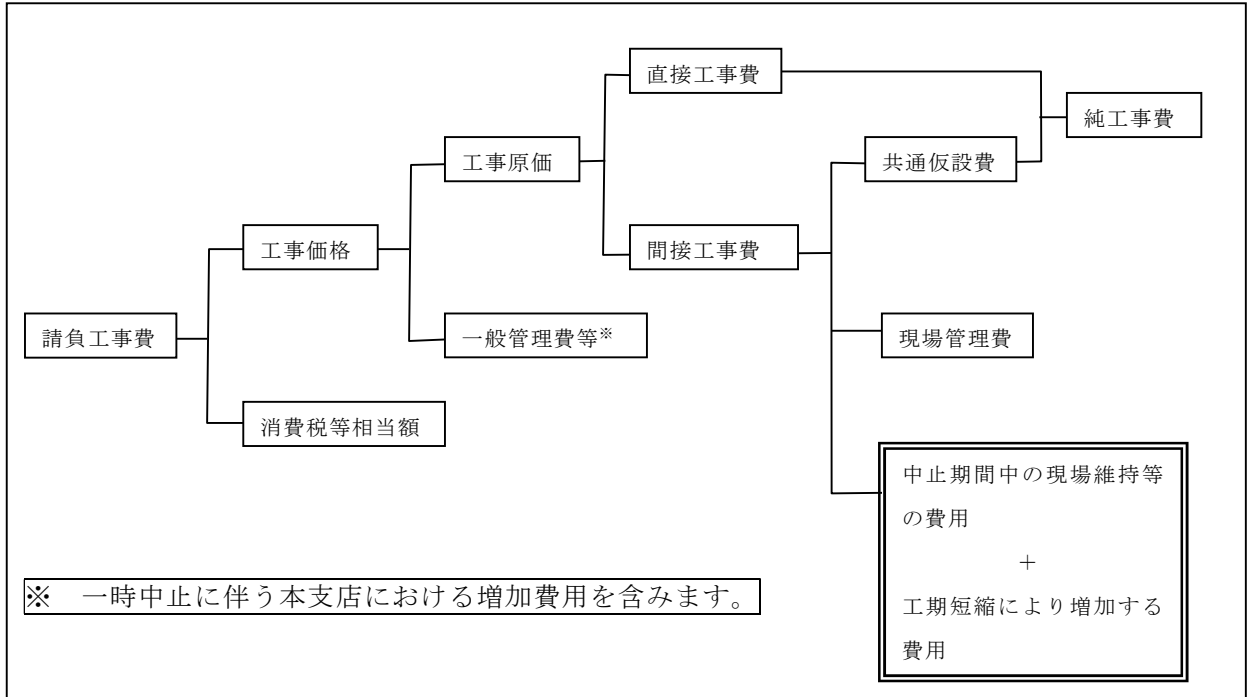 直接工事費
純工事費
工事原価
共通仮設費
工事価格
間接工事費
請負工事費
一般管理費等※
現場管理費
消費税等相当額
中止期間中の現場維持等
の費用
+
工期短縮により増加する
費用
※ 一時中止に伴う本支店における増加費用を含みます。